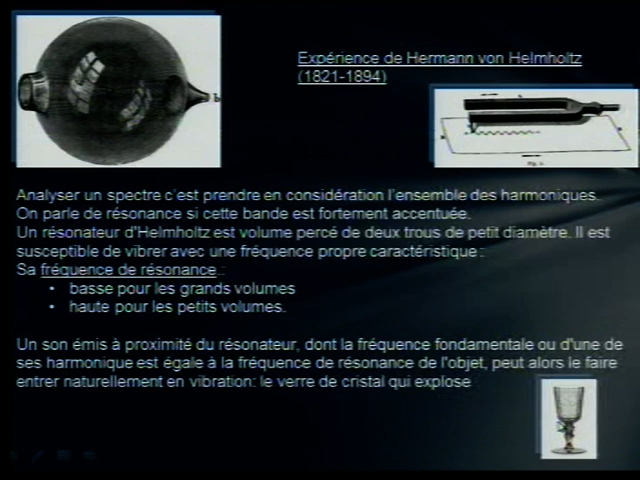 Expérience de Hermann von Helmholtz
(1821-1894)
Analyser un spectre c'est prendre en considération l'ensemble des harmoniques.
On parle de résonance si cette bande est fortement accentuée.
Un résonateur d'Helmholtz est volume percé de deux trous de petit diamètre. Il est
susceptible de vibrer avec une fréquence propre caractéristique :
Sa fréquence de résonance :
• basse pour les grands volumes
• haute pour les petits volumes.
Un son émis à proximité du résonateur, dont la fréquence fondamentale ou d'une de
ses harmonique est égale à la fréquence de résonance de l'objet, peut alors le faire
entrer naturellement en vibration: le verre de cristal qui explose